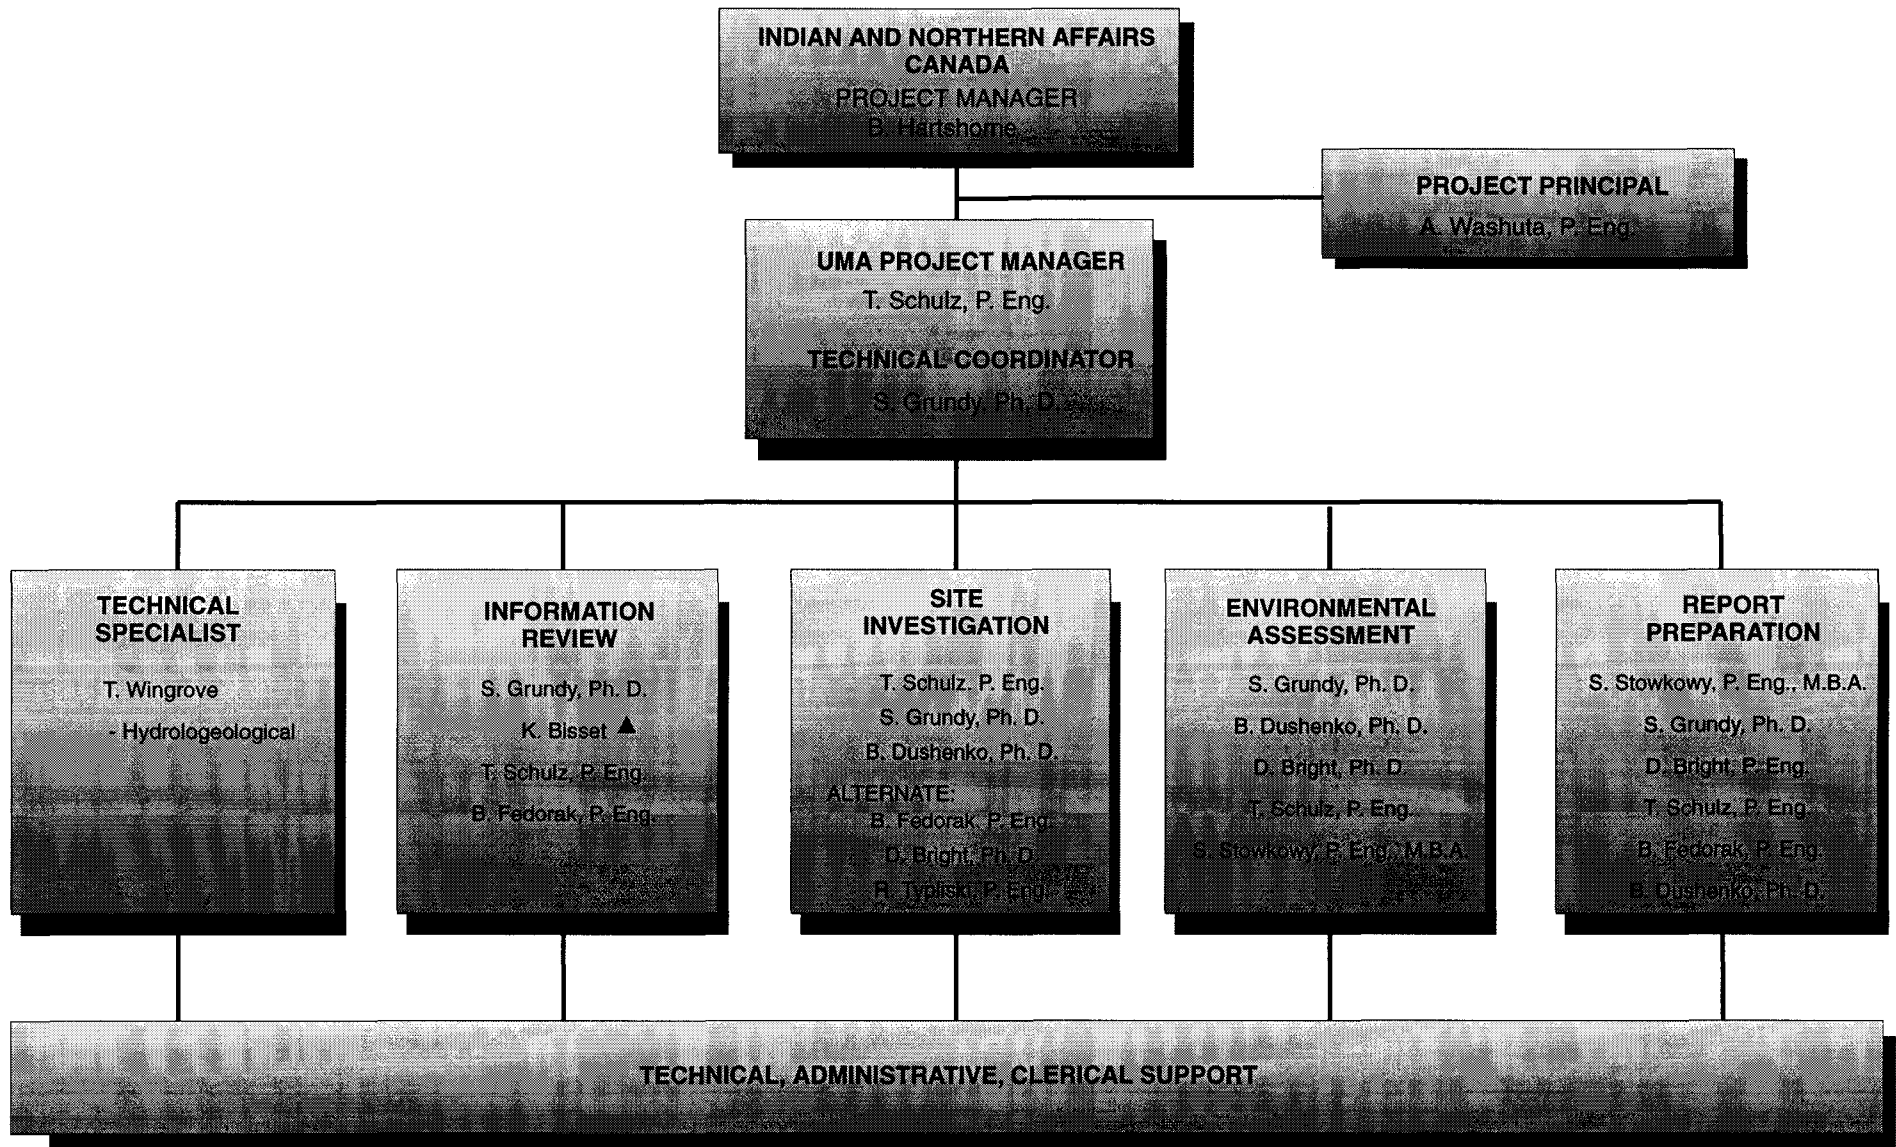 INDIAN AND NORTHERN AFFAIRS
CANADA
PROJECT MANAGER
B. Hartshorne
PROJECT PRINCIPAL
A. Washuta, P. Eng.
UMA PROJECT MANAGER
T. Schulz, P. Eng.
TECHNICAL COORDINATOR
S. Grundy, Ph. D.
TECHNICAL
SPECIALIST
T. Wingrove
- Hydrologeological
INFORMATION
REVIEW
S. Grundy, Ph. D.
K. Bisset ▲
T. Schulz, P. Eng.
B. Fedorak, P. Eng.
SITE
INVESTIGATION
T. Schulz. P. Eng.
S. Grundy, Ph. D.
B. Dushenko, Ph. D.
ALTERNATE:
B. Fedorak, P. Eng.
D. Bright, Ph. D.
R. Typliski, P. Eng.
ENVIRONMENTAL
ASSESSMENT
S. Grundy, Ph. D.
B. Dushenko, Ph. D.
D. Bright, Ph. D.
T. Schulz, P. Eng.
S. Stowkowy, P. Eng., M.B.A.
REPORT
PREPARATION
S. Stowkowy, P. Eng., M.B.A.
S. Grundy, Ph. D.
D. Bright, P. Eng.
T. Schulz, P. Eng.
B. Fedorak, P. Eng.
B. Dushenko, Ph. D.
TECHNICAL, ADMINISTRATIVE, CLERICAL SUPPORT